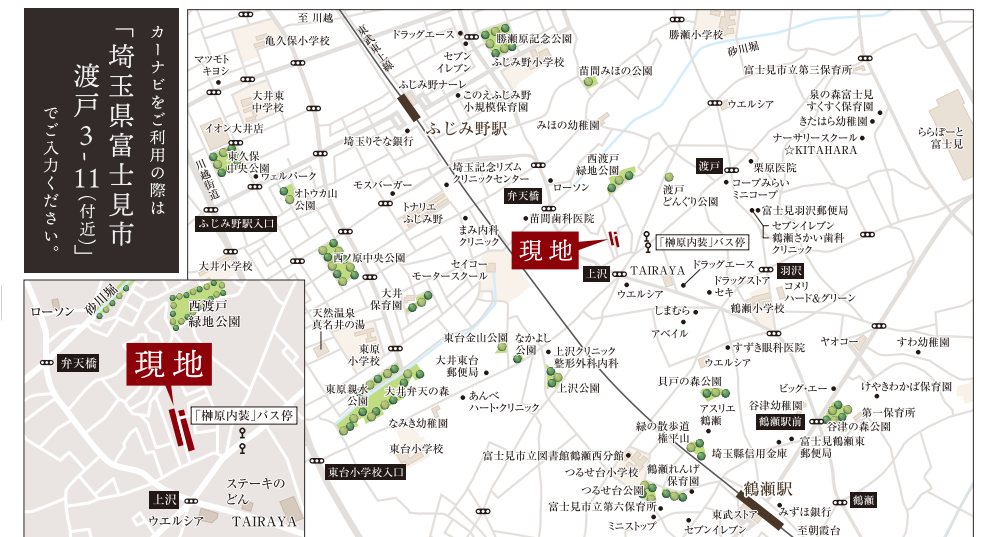 カーナビをご利用の際は
「埼玉県富士見市
渡戸3-11(付近)」
でご入力ください。
至 川越
東武東上線
亀久保小学校
マツモト
キヨシ
大井東
中学校
イオン大井店
東久保
中央公園
ウェルパーク
川越街道
オトウカ山
公園
ふじみ野駅入口
大井小学校
西ノ原中央公園
ドラッグエース
セブン
イレブン
勝瀬原記念公園
ふじみ野小学校
ふじみ野ナーレ
このえふじみ野
小規模保育園
ふじみ野駅
埼玉りそな銀行
苗間みほの公園
みほの幼稚園
勝瀬小学校
砂川堀
富士見市立第三保育所
ウエルシア
泉の森富士見
すくすく保育園
きたはら幼稚園
ナーサリースクール
☆KITAHARA
ららぽーと
富士見
埼玉記念リズム
クリニックセンター
モスバーガー
トナリエ
ふじみ野
まみ内科
クリニック
弁天橋
ローソン
苗間歯科医院
西渡戸
緑地公園
渡戸
どんぐり公園
渡戸
栗原医院
コープみらい
ミニコープ
富士見羽沢郵便局
セブンイレブン
鶴瀬さかい歯科
クリニック
現地
「榊原内装」バス停
セイコー
モータースクール
上沢
TAIRAYA
ウエルシア
ドラッグエース
ドラッグストア
セキ
羽沢
コメリ
ハード&グリーン
鶴瀬小学校
しまむら
アベイル
すずき眼科医院
ウエルシア
ヤオコー
すわ幼稚園
大井
保育園
天然温泉
真名井の湯
東原
小学校
東原親水
公園
大井弁天の森
なみき幼稚園
東台小学校
東台小学校入口
東台金山公園
大井東台
郵便局
なかよし
公園
あんべ
ハート・クリニック
上沢クリニック
整形外科内科
上沢公園
貝戸の森公園
アスリエ
鶴瀬
緑の散歩道
権平山
富士見市立図書館鶴瀬西分館
つるせ台小学校
つるせ台公園
鶴瀬れんげ
保育園
富士見市立第六保育所
ミニストップ
セブンイレブン
東武ストア
鶴瀬駅
みずほ銀行
至朝霞台
鶴瀬
埼玉縣信用金庫
富士見鶴瀬東
郵便局
鶴瀬駅前
谷津幼稚園
谷津の森公園
ビッグ・エー
けやきわかば保育園
第一保育所
ローソン
砂川堀
西渡戸
緑地公園
弁天橋
現地
「榊原内装」バス停
上沢
ウエルシア
ステーキの
どん
TAIRAYA